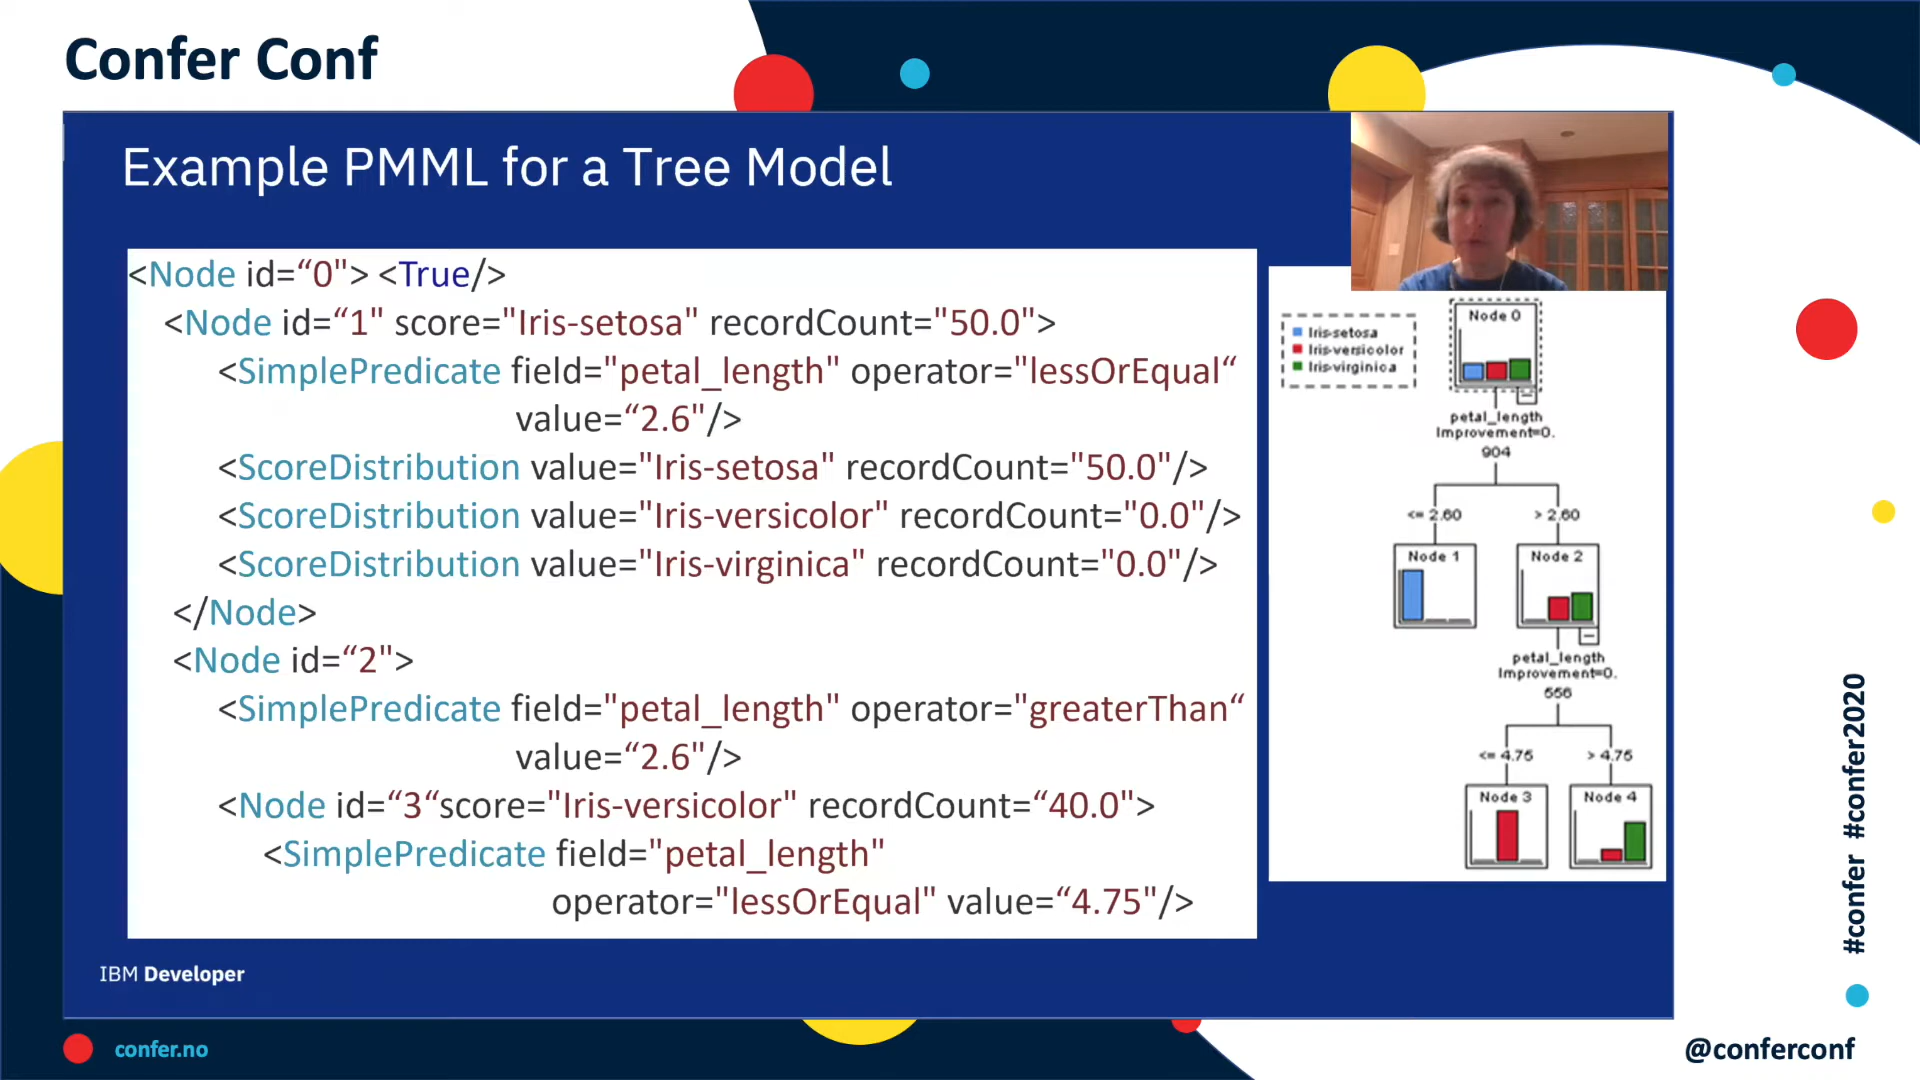 Confer Conf
Example PMML for a Tree Model
<Node id=“0"> <True/>
<Node id=“1" score="Iris-setosa" recordCount="50.0">
<SimplePredicate field="petal_length" operator="lessOrEqual“
value=“2.6"/>
<ScoreDistribution value="Iris-setosa" recordCount="50.0"/>
<ScoreDistribution value="Iris-versicolor" recordCount="0.0"/>
<ScoreDistribution value="Iris-virginica" recordCount="0.0"/>
</Node>
<Node id=“2">
<SimplePredicate field="petal_length" operator="greaterThan“
value=“2.6"/>
<Node id=“3“score="Iris-versicolor" recordCount=“40.0">
<SimplePredicate field="petal_length"
operator="lessOrEqual" value=“4.75"/>
Iris-setosa
Iris-versicolor
Iris-virginica
Node 0
petal_length
Improvement=0.
904
<= 2.60
> 2.60
Node 1
Node 2
petal_length
Improvement=0.
556
<= 4.75
> 4.75
Node 3
Node 4
IBM Developer
#confer #confer2020
confer.no
@conferconf